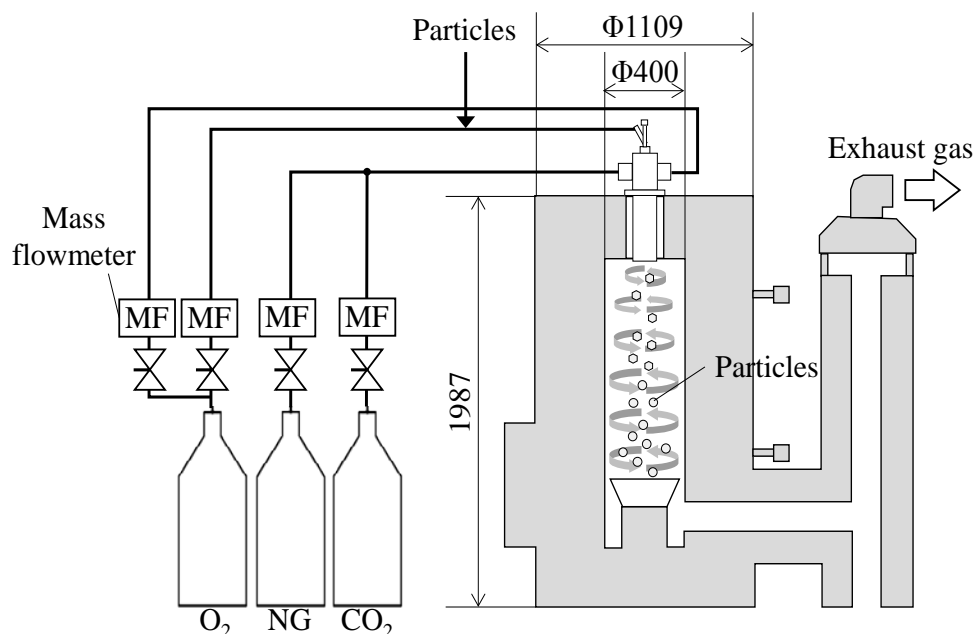 Particles
Φ1109
Φ400
Exhaust gas
Mass
flowmeter
MF
MF
MF
MF
Particles
1987
O₂
NG
CO₂